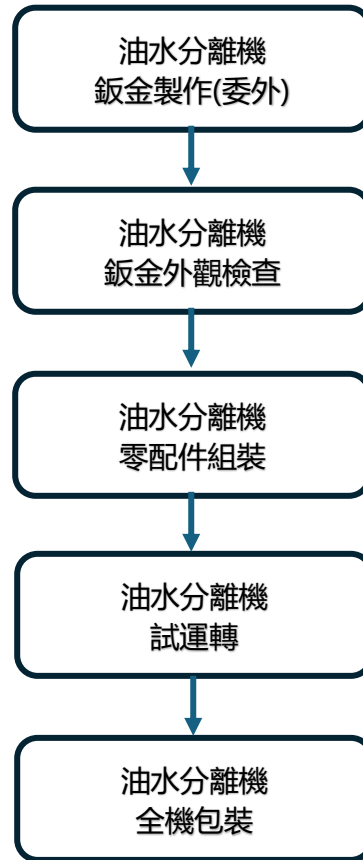 油水分離機
鈑金製作(委外)
油水分離機
鈑金外觀檢查
油水分離機
零配件組裝
油水分離機
試運轉
油水分離機
全機包裝